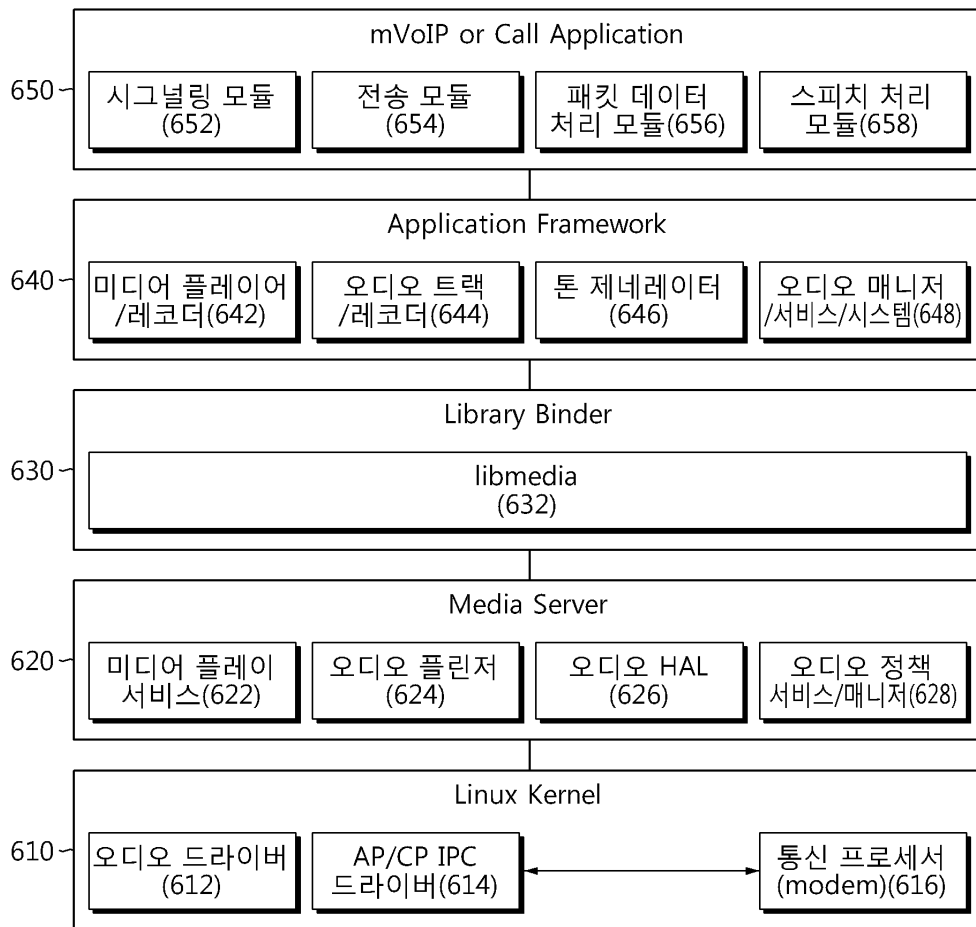 mVoIP or Call Application
650
시그널링 모듈
(652)
전송 모듈
(654)
패킷 데이터
처리 모듈(656)
스피치 처리
모듈(658)
Application Framework
640
미디어 플레이어
/레코더(642)
오디오 트랙
/레코더(644)
톤 제네레이터
(646)
오디오 매니저
/서비스/시스템(648)
Library Binder
630
libmedia
(632)
Media Server
620
미디어 플레이
서비스(622)
오디오 플린저
(624)
오디오 HAL
(626)
오디오 정책
서비스/매니저(628)
Linux Kernel
610
오디오 드라이버
(612)
AP/CP IPC
드라이버(614)
통신 프로세서
(modem)(616)